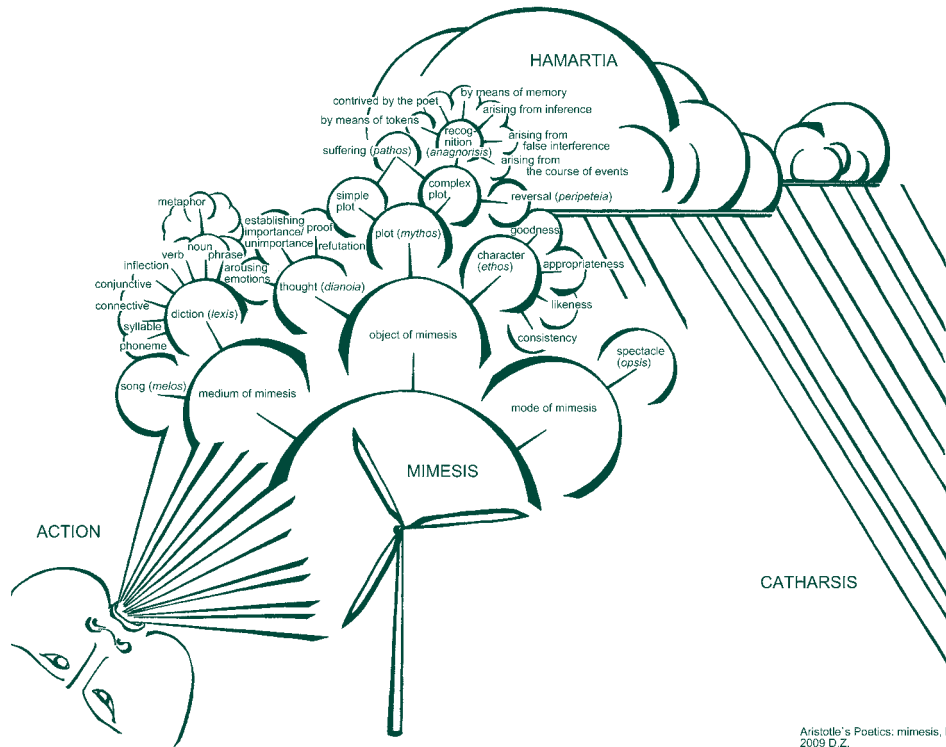 HAMARTIA
by means of memory
contrived by the poet
arising from inference
by means of tokens
recog-
nition
(anagnorisis)
arising from
false interference
suffering (pathos)
arising from
the course of events
complex
plot
simple
plot
reversal (peripeteia)
metaphor
establishing
importance/
unimportance
proof
refutation
plot (mythos)
goodness
character
(ethos)
appropriateness
likeness
consistency
noun
verb
phrase
inflection
arousing
emotions
conjunctive
thought (dianoia)
connective
diction (lexis)
syllable
phoneme
object of mimesis
spectacle
(opsis)
song (melos)
medium of mimesis
mode of mimesis
MIMESIS
ACTION
CATHARSIS
Aristotle`s Poetics: mimesis,
2009 D.Z.